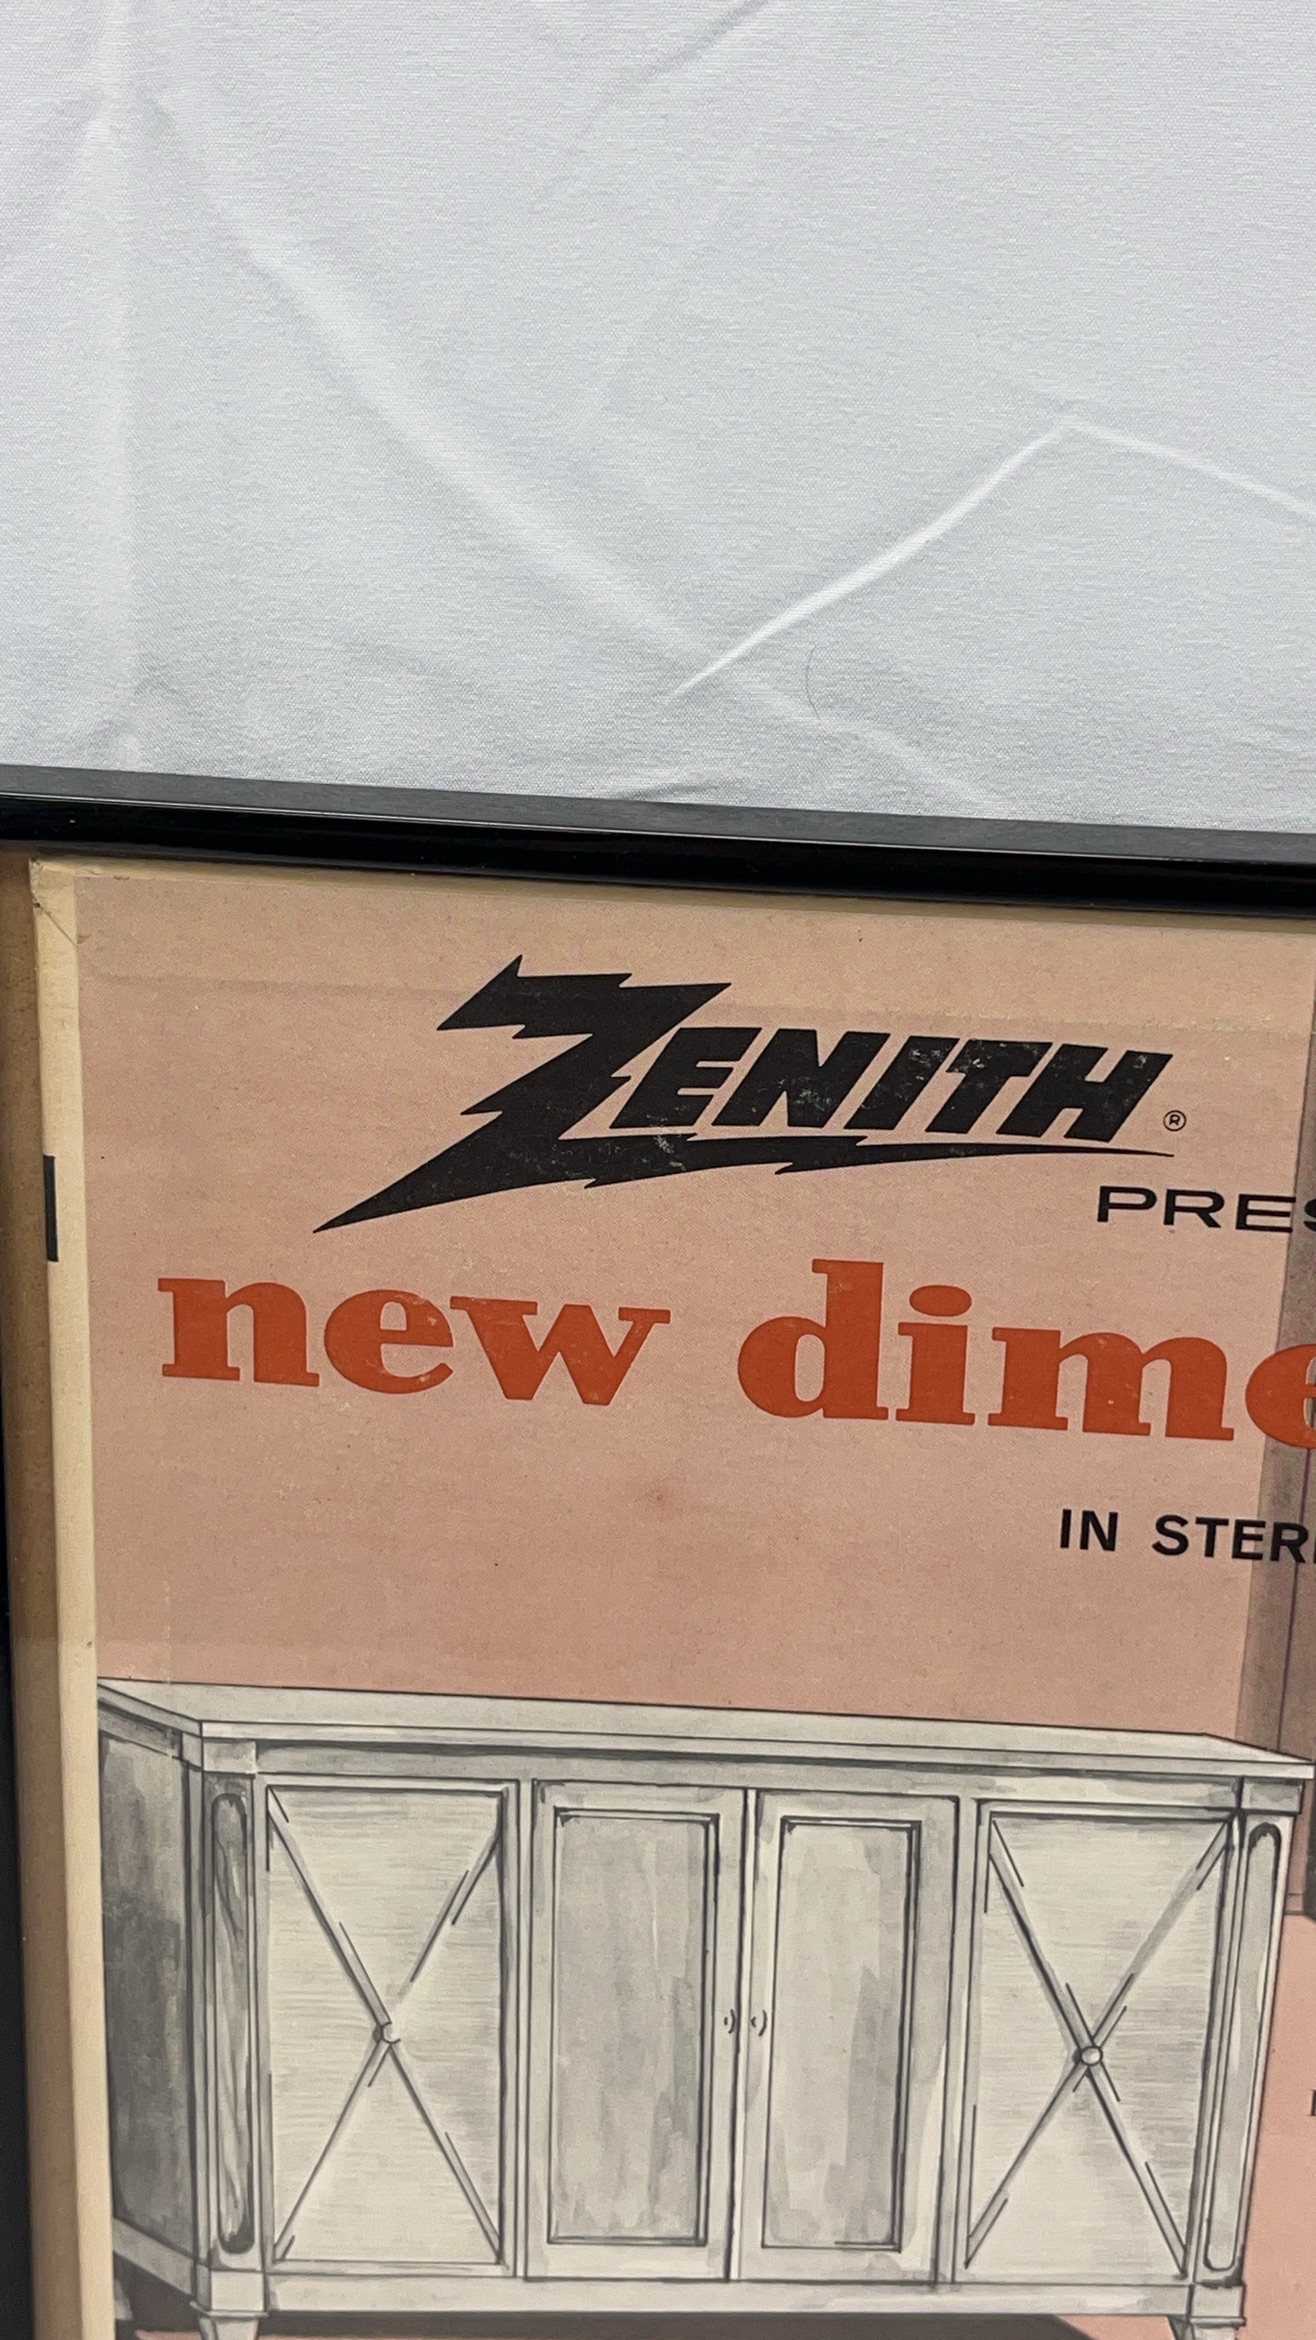 ZENITH®
PRES
new dime
IN STER